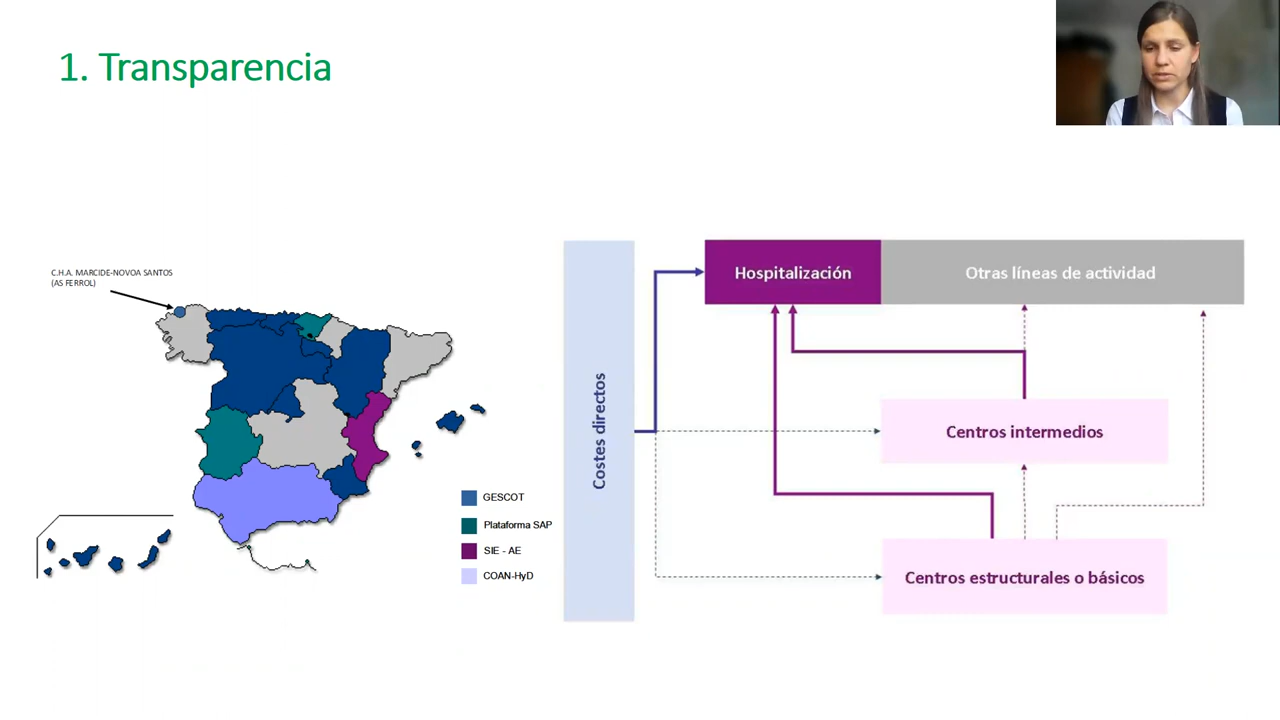 1. Transparencia
C.H.A. MARCIDE-NOVOA SANTOS
(AS FERROL)
GESCOT
Plataforma SAP
SIE - AE
COAN-HyD
Costes directos
Hospitalización
Otras líneas de actividad
Centros intermedios
Centros estructurales o básicos